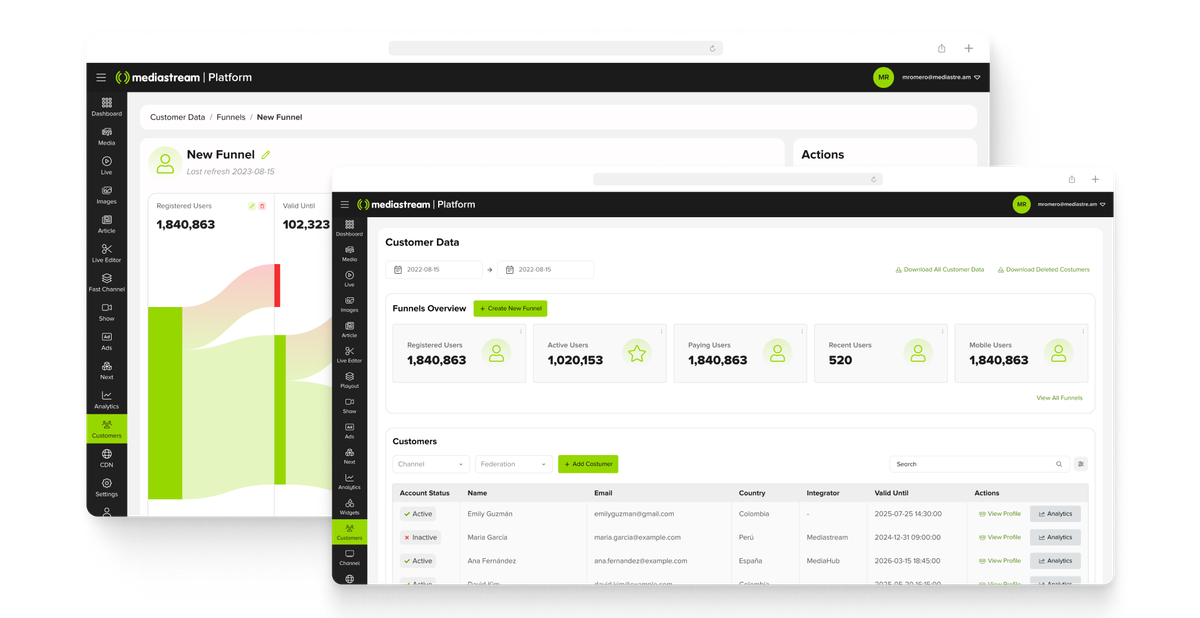 mediastream | Platform
MR
mromero@mediastre.am
Dashboard
Media
Live
Images
Article
Live Editor
Fast Channel
Show
Ads
Next
Analytics
Customers
CDN
Settings
Customer Data / Funnels / New Funnel
New Funnel
Last refresh 2023-08-15
Actions
Registered Users
1,840,863
Valid Until
102,323
mediastream | Platform
MR
mromero@mediastre.am
Dashboard
Media
Live
Images
Article
Live Editor
Playout
Show
Ads
Next
Analytics
Widgets
Customers
Channel
Customer Data
2022-08-15
2022-08-15
Download All Customer Data
Download Deleted Costumers
Funnels Overview
+ Create New Funnel
Registered Users
1,840,863
Active Users
1,020,153
Paying Users
1,840,863
Recent Users
520
Mobile Users
1,840,863
View All Funnels
Customers
Channel
Federation
+ Add Costumer
Search
Account Status Name Email Country Integrator Valid Until Actions
Active Emily Guzmán emilyguzman@gmail.com Colombia - 2025-07-25 14:30:00 View Profile Analytics
Inactive Maria García maria.garcia@example.com Perú Mediastream 2024-12-31 09:00:00 View Profile Analytics
Active Ana Fernández ana.fernandez@example.com España MediaHub 2026-03-15 18:45:00 View Profile Analytics
Active David Kim david.kim@example.com Colombia 2025-05-20 16:15:00 View Profile Analytics